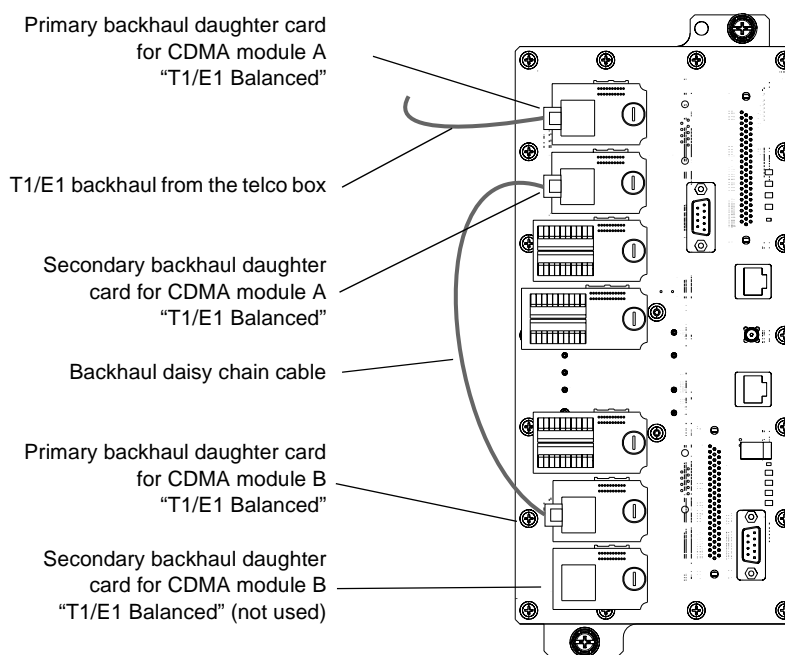 Primary backhaul daughter card
for CDMA module A
“T1/E1 Balanced”
T1/E1 backhaul from the telco box
Secondary backhaul daughter
card for CDMA module A
“T1/E1 Balanced”
Backhaul daisy chain cable
Primary backhaul daughter card
for CDMA module B
“T1/E1 Balanced”
Secondary backhaul daughter
card for CDMA module B
“T1/E1 Balanced” (not used)